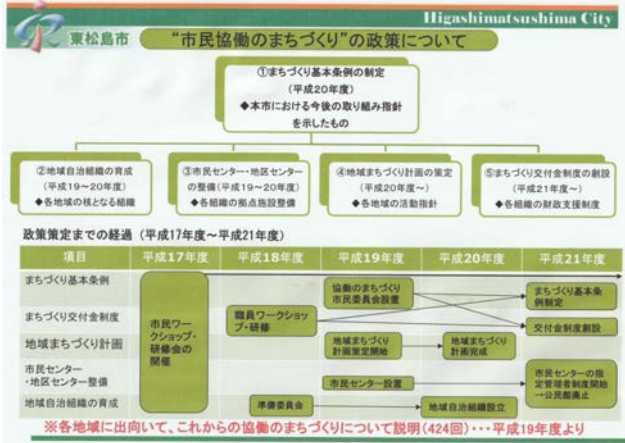 Higashimatsushima City
東松島市
“市民協働のまちづくり”の政策について
①まちづくり基本条例の制定
(平成20年度)
◆本市における今後の取り組み指針
を示したもの
②地域自治組織の育成
(平成19~20年度)
◆各地域の核となる組織
③市民センター・地区センター
の整備(平成19~20年度)
◆各組織の拠点施設整備
④地域まちづくり計画の策定
(平成20年度~)
◆各地域の活動指針
⑤まちづくり交付金制度の創設
(平成21年度~)
◆各組織の財政支援制度
政策策定までの経過(平成17年度~平成21年度)
項目 平成17年度 平成18年度 平成19年度 平成20年度 平成21年度
まちづくり基本条例
協働のまちづくり
市民委員会設置
まちづくり基本条
例制定
まちづくり交付金制度
市民ワー
クショップ・
研修会の
開催
職員ワークショッ
プ・研修
交付金制度創設
地域まちづくり計画
地域まちづくり
計画策定開始
地域まちづくり
計画完成
市民センター
・地区センター整備
市民センター設置
市民センターの指
定管理者制度開始
→公民館廃止
地域自治組織の育成
準備委員会
地域自治組織設立
※各地域に出向いて、これからの協働のまちづくりについて説明(424回)・・・平成19年度より